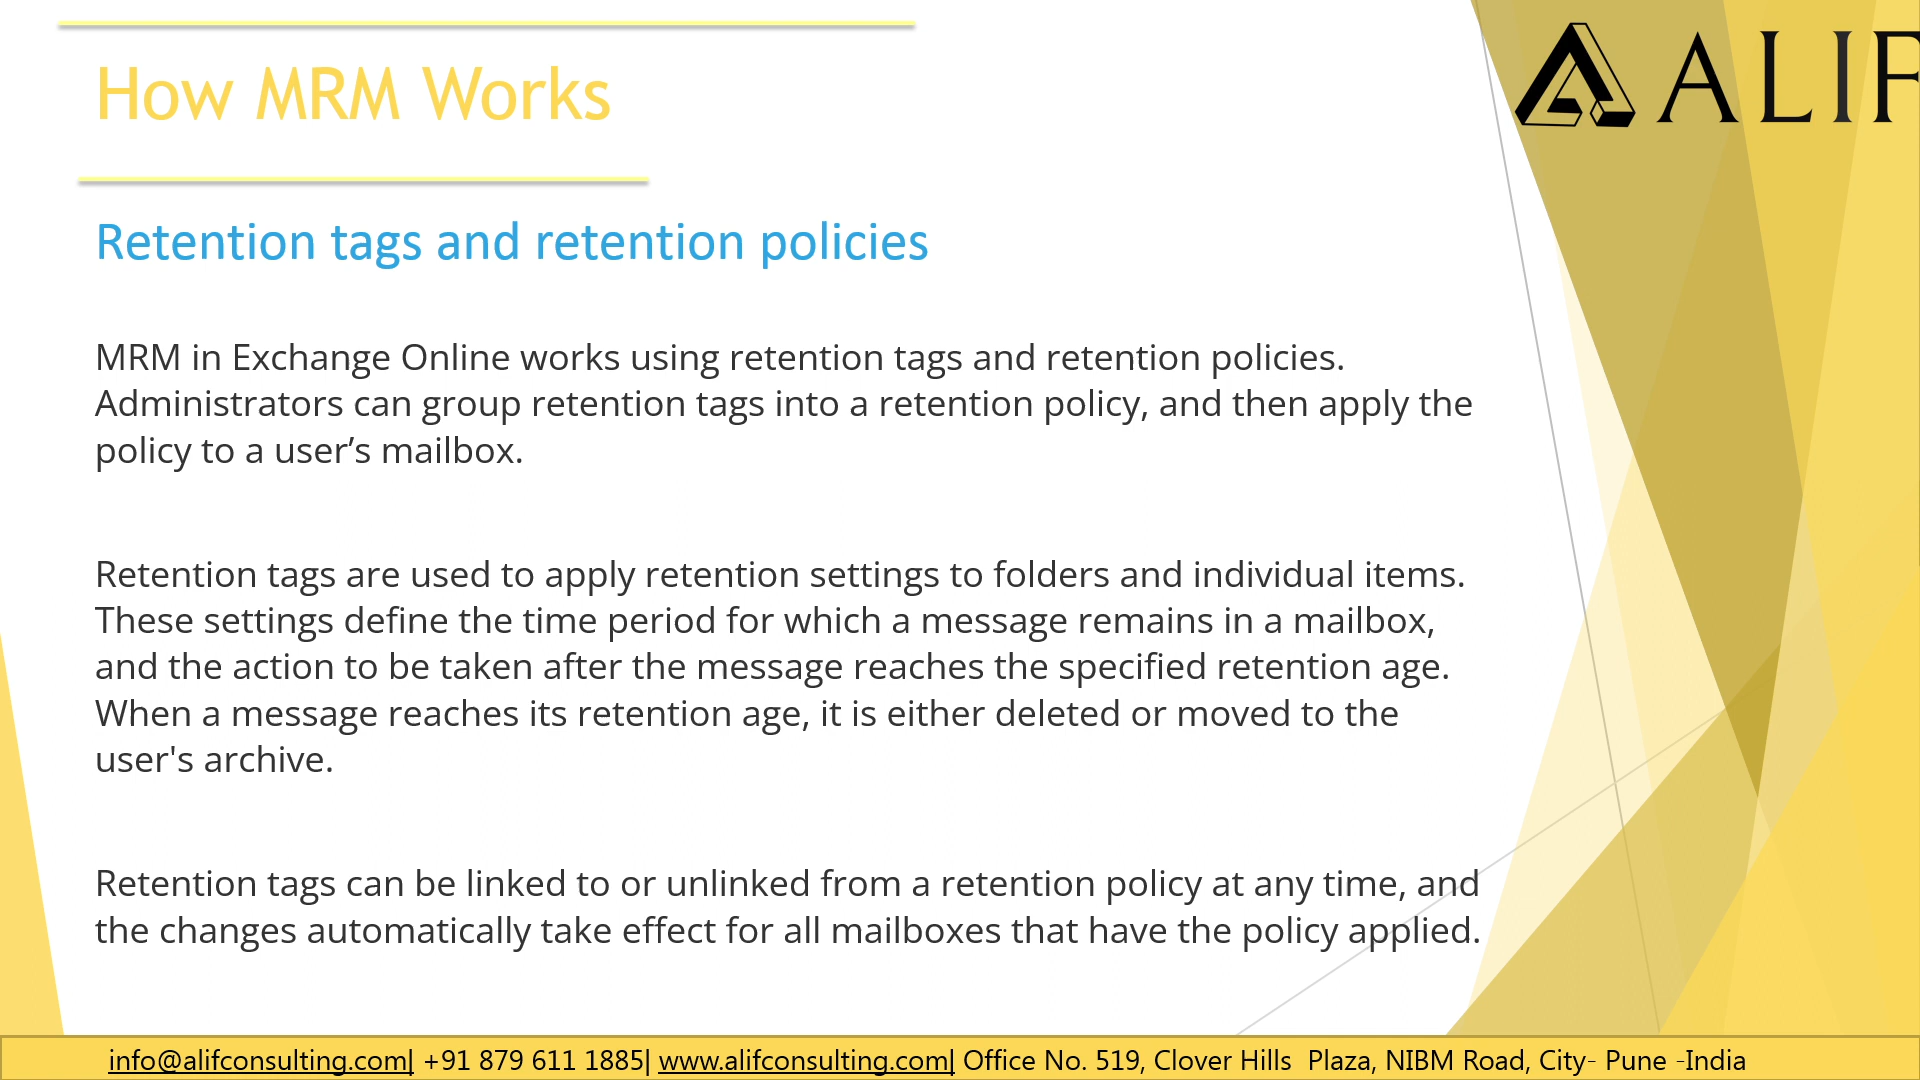 How MRM Works
ALIF
Retention tags and retention policies
MRM in Exchange Online works using retention tags and retention policies.
Administrators can group retention tags into a retention policy, and then apply the
policy to a user’s mailbox.
Retention tags are used to apply retention settings to folders and individual items.
These settings define the time period for which a message remains in a mailbox,
and the action to be taken after the message reaches the specified retention age.
When a message reaches its retention age, it is either deleted or moved to the
user's archive.
Retention tags can be linked to or unlinked from a retention policy at any time, and
the changes automatically take effect for all mailboxes that have the policy applied.
info@alifconsulting.com| +91 879 611 1885| www.alifconsulting.com| Office No. 519, Clover Hills  Plaza, NIBM Road, City- Pune -India